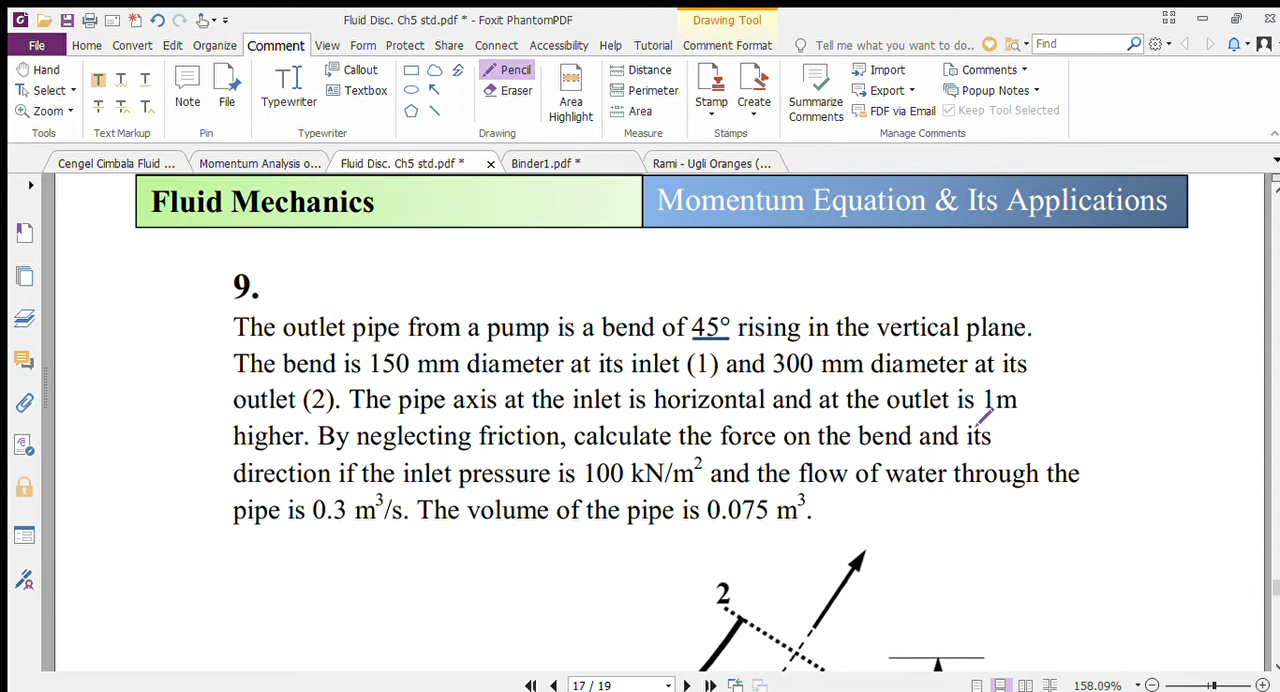 Fluid Disc. Ch5 std.pdf * - Foxit PhantomPDF
Drawing Tool
File Home Convert Edit Organize Comment View Form Protect Share Connect Accessibility Help Tutorial Comment Format Tell me what you want to do.. Find
Hand
Select
Zoom
Tools
T T T
T T T
Text Markup
Note
File
Pin
Typewriter
Callout
Textbox
Typewriter
Pencil
Eraser
Drawing
Area
Highlight
Distance
Perimeter
Area
Measure
Stamp
Create
Stamps
Summarize
Comments
Import
Export
FDF via Email
Comments
Popup Notes
Keep Tool Selected
Manage Comments
Cengel Cimbala Fluid ...
Momentum Analysis o...
Fluid Disc. Ch5 std.pdf *
Binder1.pdf *
Rami - Ugli Oranges (...
Fluid Mechanics
Momentum Equation & Its Applications
9.
The outlet pipe from a pump is a bend of 45° rising in the vertical plane.
The bend is 150 mm diameter at its inlet (1) and 300 mm diameter at its
outlet (2). The pipe axis at the inlet is horizontal and at the outlet is 1m
higher. By neglecting friction, calculate the force on the bend and its
direction if the inlet pressure is 100 kN/m² and the flow of water through the
pipe is 0.3 m³/s. The volume of the pipe is 0.075 m³.
2
17 / 19
158.09%